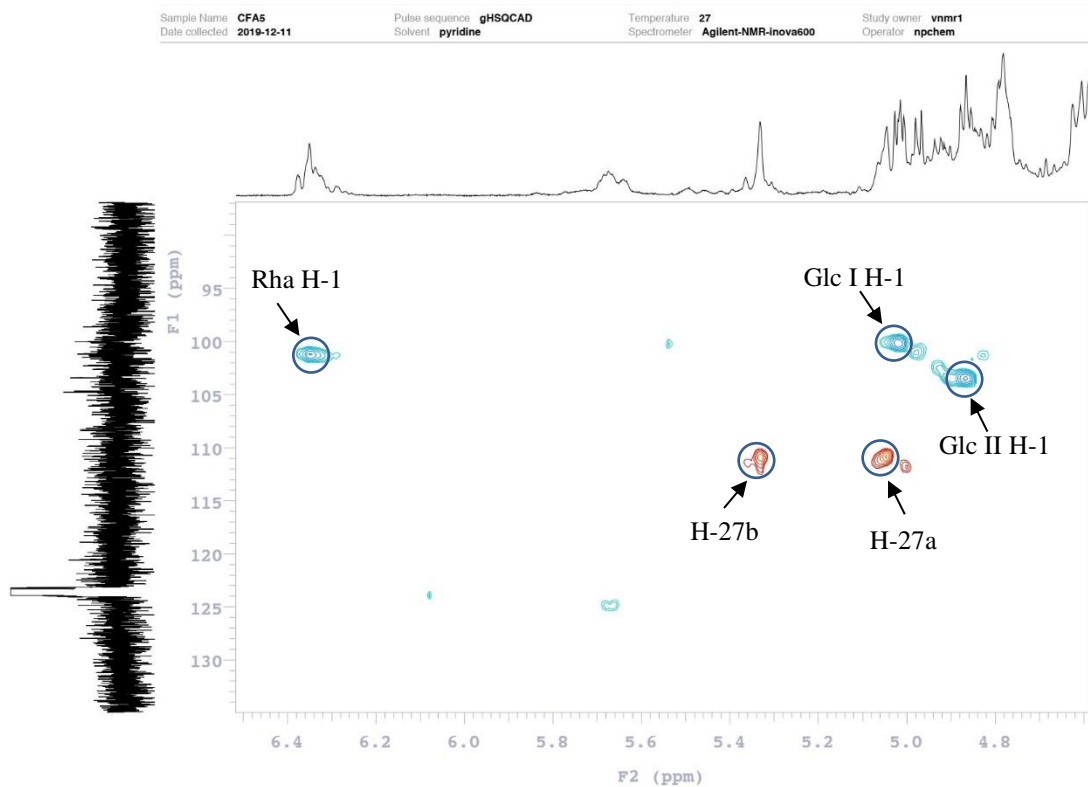 Sample Name CFA5 Pulse sequence gHSQCAD Temperature 27 Study owner vnmr1
Date collected 2019-12-11 Solvent pyridine Spectrometer Agilent-NMR-inova600 Operator npchem
F1 (ppm)
95
100
105
110
115
120
125
130
Rha H-1
Glc I H-1
Glc II H-1
H-27b
H-27a
6.4 6.2 6.0 5.8 5.6 5.4 5.2 5.0 4.8
F2 (ppm)